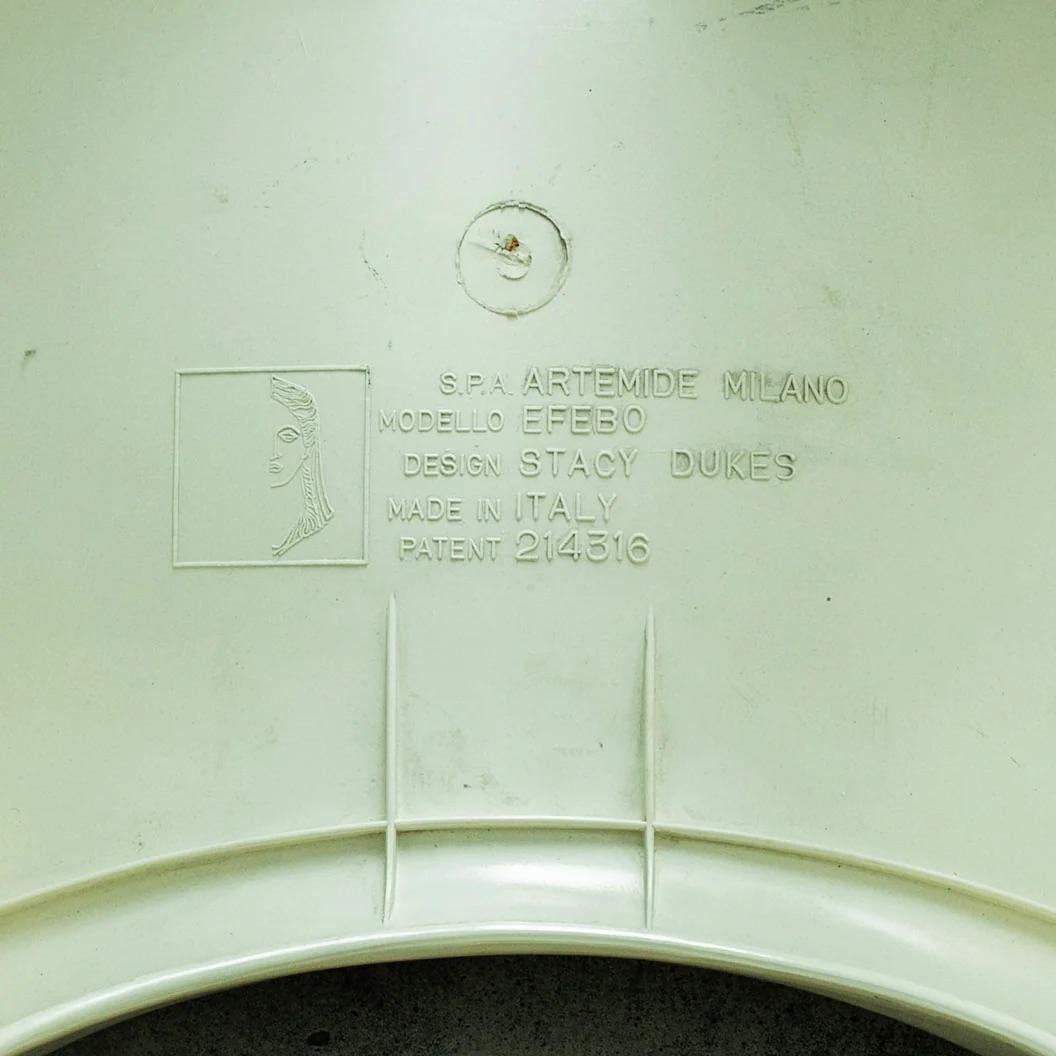 S.P.A. ARTEMIDE MILANO
MODELLO EFEBO
DESIGN STACY DUKES
MADE IN ITALY
PATENT 214316